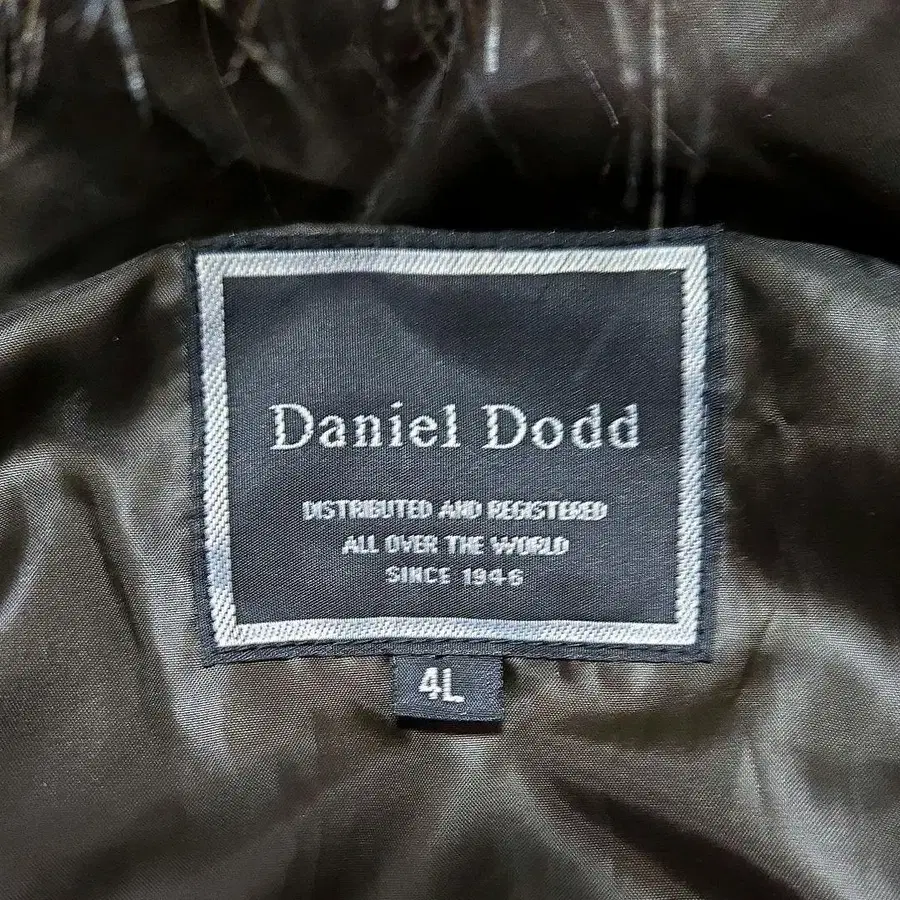 Daniel Dodd
DISTRIBUTED AND REGISTERED
ALL OVER THE WORLD
SINCE 1946
4L